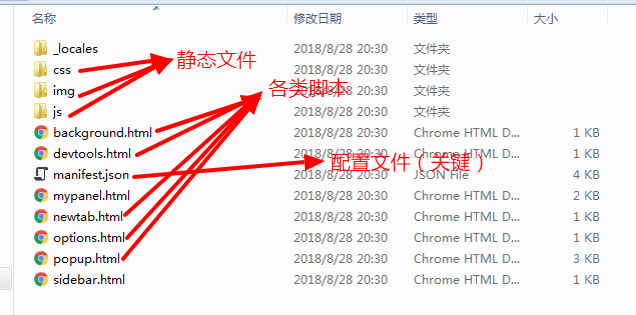 名称 修改日期 类型 大小
_locales 2018/8/28 20:30 文件夹
css 静态文件 2018/8/28 20:30 文件夹
img 2018/8/28 20:30 文件夹
各类脚本
js 2018/8/28 20:30 文件夹
background.html 2018/8/28 20:30 Chrome HTML D... 1 KB
devtools.html 2018/8/28 20:30 Chrome HTML D... 1 KB
配置文件（关键）
manifest.json 2018/8/28 20:30 JSON File 4 KB
mypanel.html 2018/8/28 20:30 Chrome HTML D... 2 KB
newtab.html 2018/8/28 20:30 Chrome HTML D... 1 KB
options.html 2018/8/28 20:30 Chrome HTML D... 1 KB
popup.html 2018/8/28 20:30 Chrome HTML D... 3 KB
sidebar.html 2018/8/28 20:30 Chrome HTML D... 1 KB